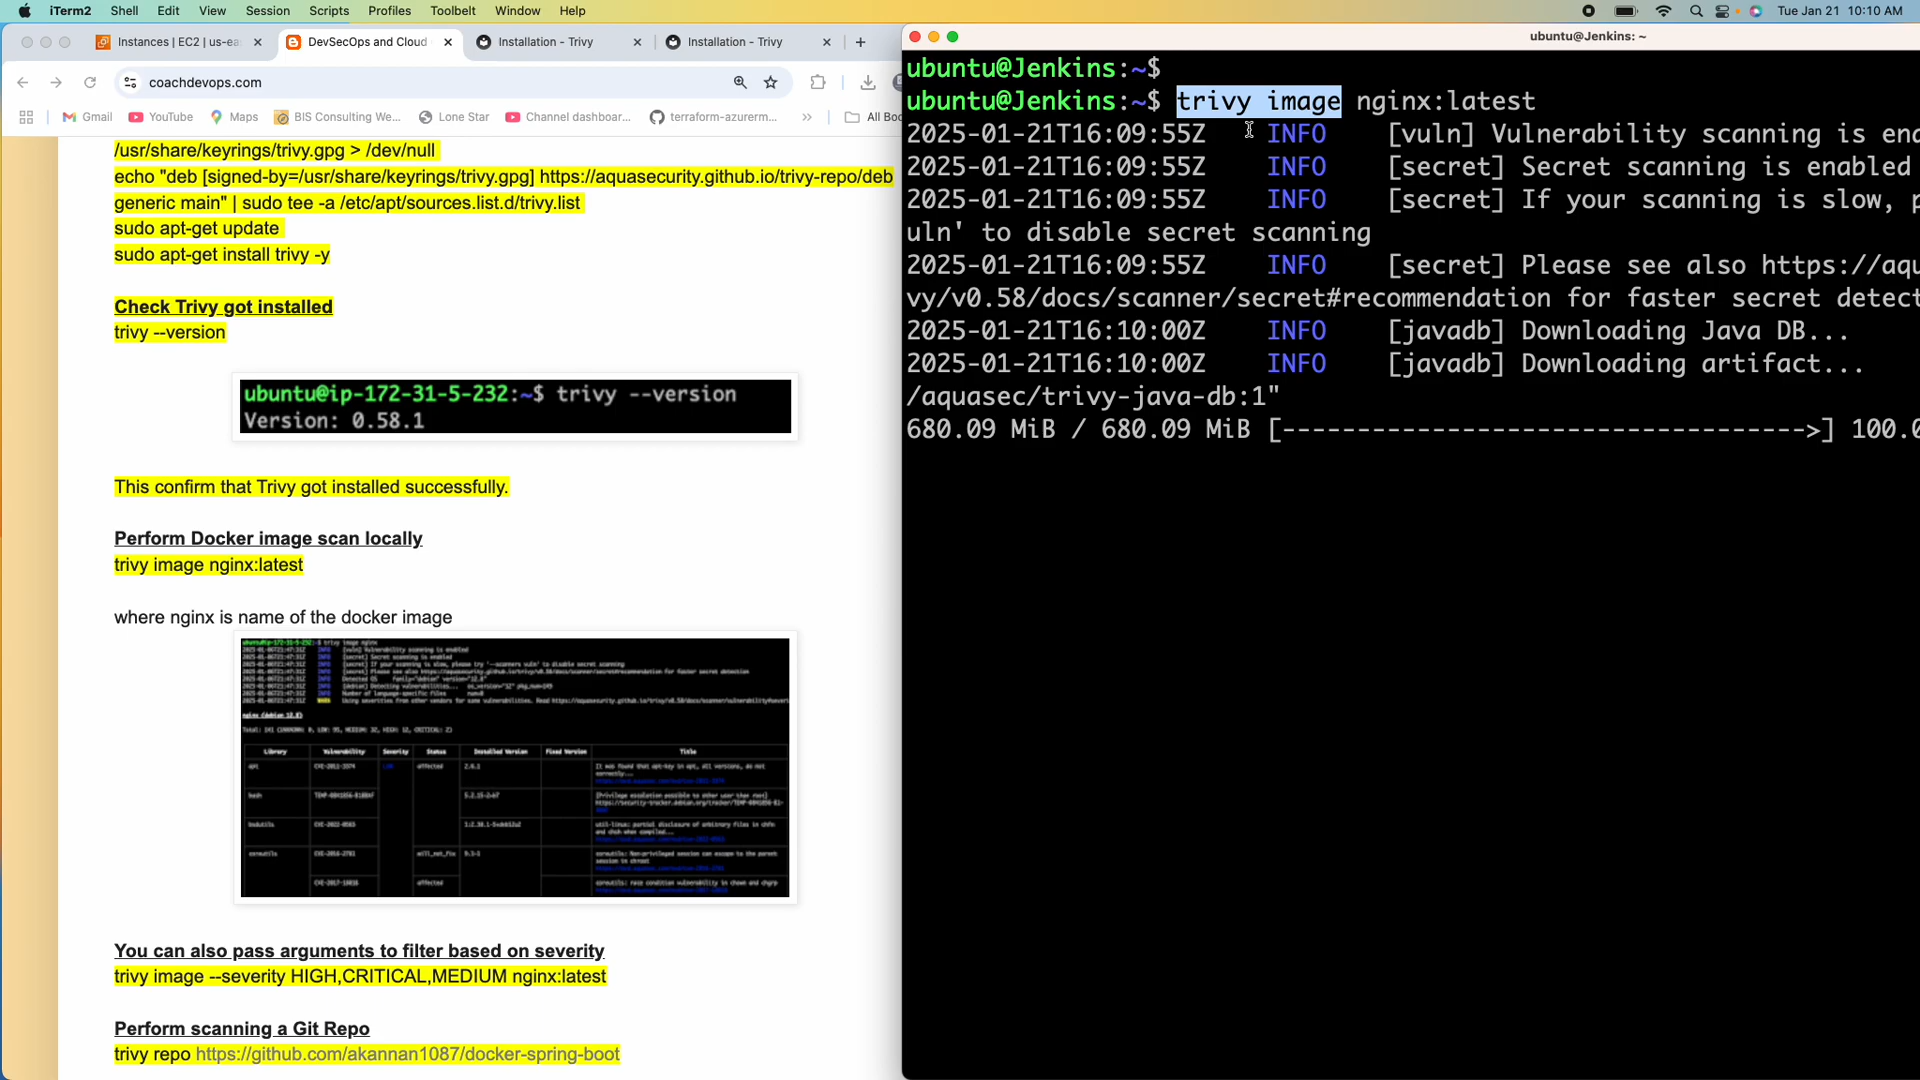 iTerm2 Shell Edit View Session Scripts Profiles Toolbelt Window Help
Tue Jan 21 10:10 AM
Instances | EC2 | us-ea
DevSecOps and Cloud
Installation - Trivy
Installation - Trivy
coachdevops.com
Gmail YouTube Maps BIS Consulting We... Lone Star Channel dashboar... terraform-azurerm... » All Boo
/usr/share/keyrings/trivy.gpg > /dev/null
echo "deb [signed-by=/usr/share/keyrings/trivy.gpg] https://aquasecurity.github.io/trivy-repo/deb
generic main" | sudo tee -a /etc/apt/sources.list.d/trivy.list
sudo apt-get update
sudo apt-get install trivy -y
Check Trivy got installed
trivy --version
ubuntu@ip-172-31-5-232:~$ trivy --version
Version: 0.58.1
This confirm that Trivy got installed successfully.
Perform Docker image scan locally
trivy image nginx:latest
where nginx is name of the docker image
Library Vulnerability Severity Status Installed Version Fixed Version Title
You can also pass arguments to filter based on severity
trivy image --severity HIGH,CRITICAL,MEDIUM nginx:latest
Perform scanning a Git Repo
trivy repo https://github.com/akannan1087/docker-spring-boot
ubuntu@Jenkins: ~
ubuntu@Jenkins:~$
ubuntu@Jenkins:~$ trivy image nginx:latest
2025-01-21T16:09:55Z INFO [vuln] Vulnerability scanning is ena
2025-01-21T16:09:55Z INFO [secret] Secret scanning is enabled
2025-01-21T16:09:55Z INFO [secret] If your scanning is slow, p
uln' to disable secret scanning
2025-01-21T16:09:55Z INFO [secret] Please see also https://aqu
vy/v0.58/docs/scanner/secret#recommendation for faster secret detect
2025-01-21T16:10:00Z INFO [javadb] Downloading Java DB...
2025-01-21T16:10:00Z INFO [javadb] Downloading artifact...
/aquasec/trivy-java-db:1"
680.09 MiB / 680.09 MiB [----------------------------------->] 100.0